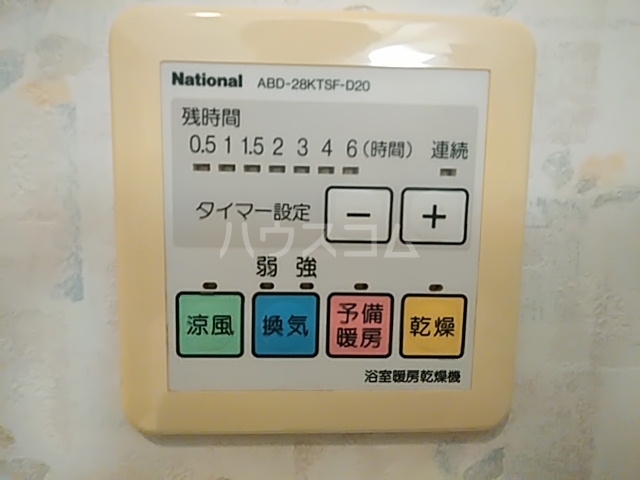 National ABD-28KTSF-D20
残時間
0.5 1 1.5 2 3 4 6 (時間) 連続
タイマー設定 − +
ハウスコム
弱 強
涼風 換気 予備暖房 乾燥
浴室暖房乾燥機